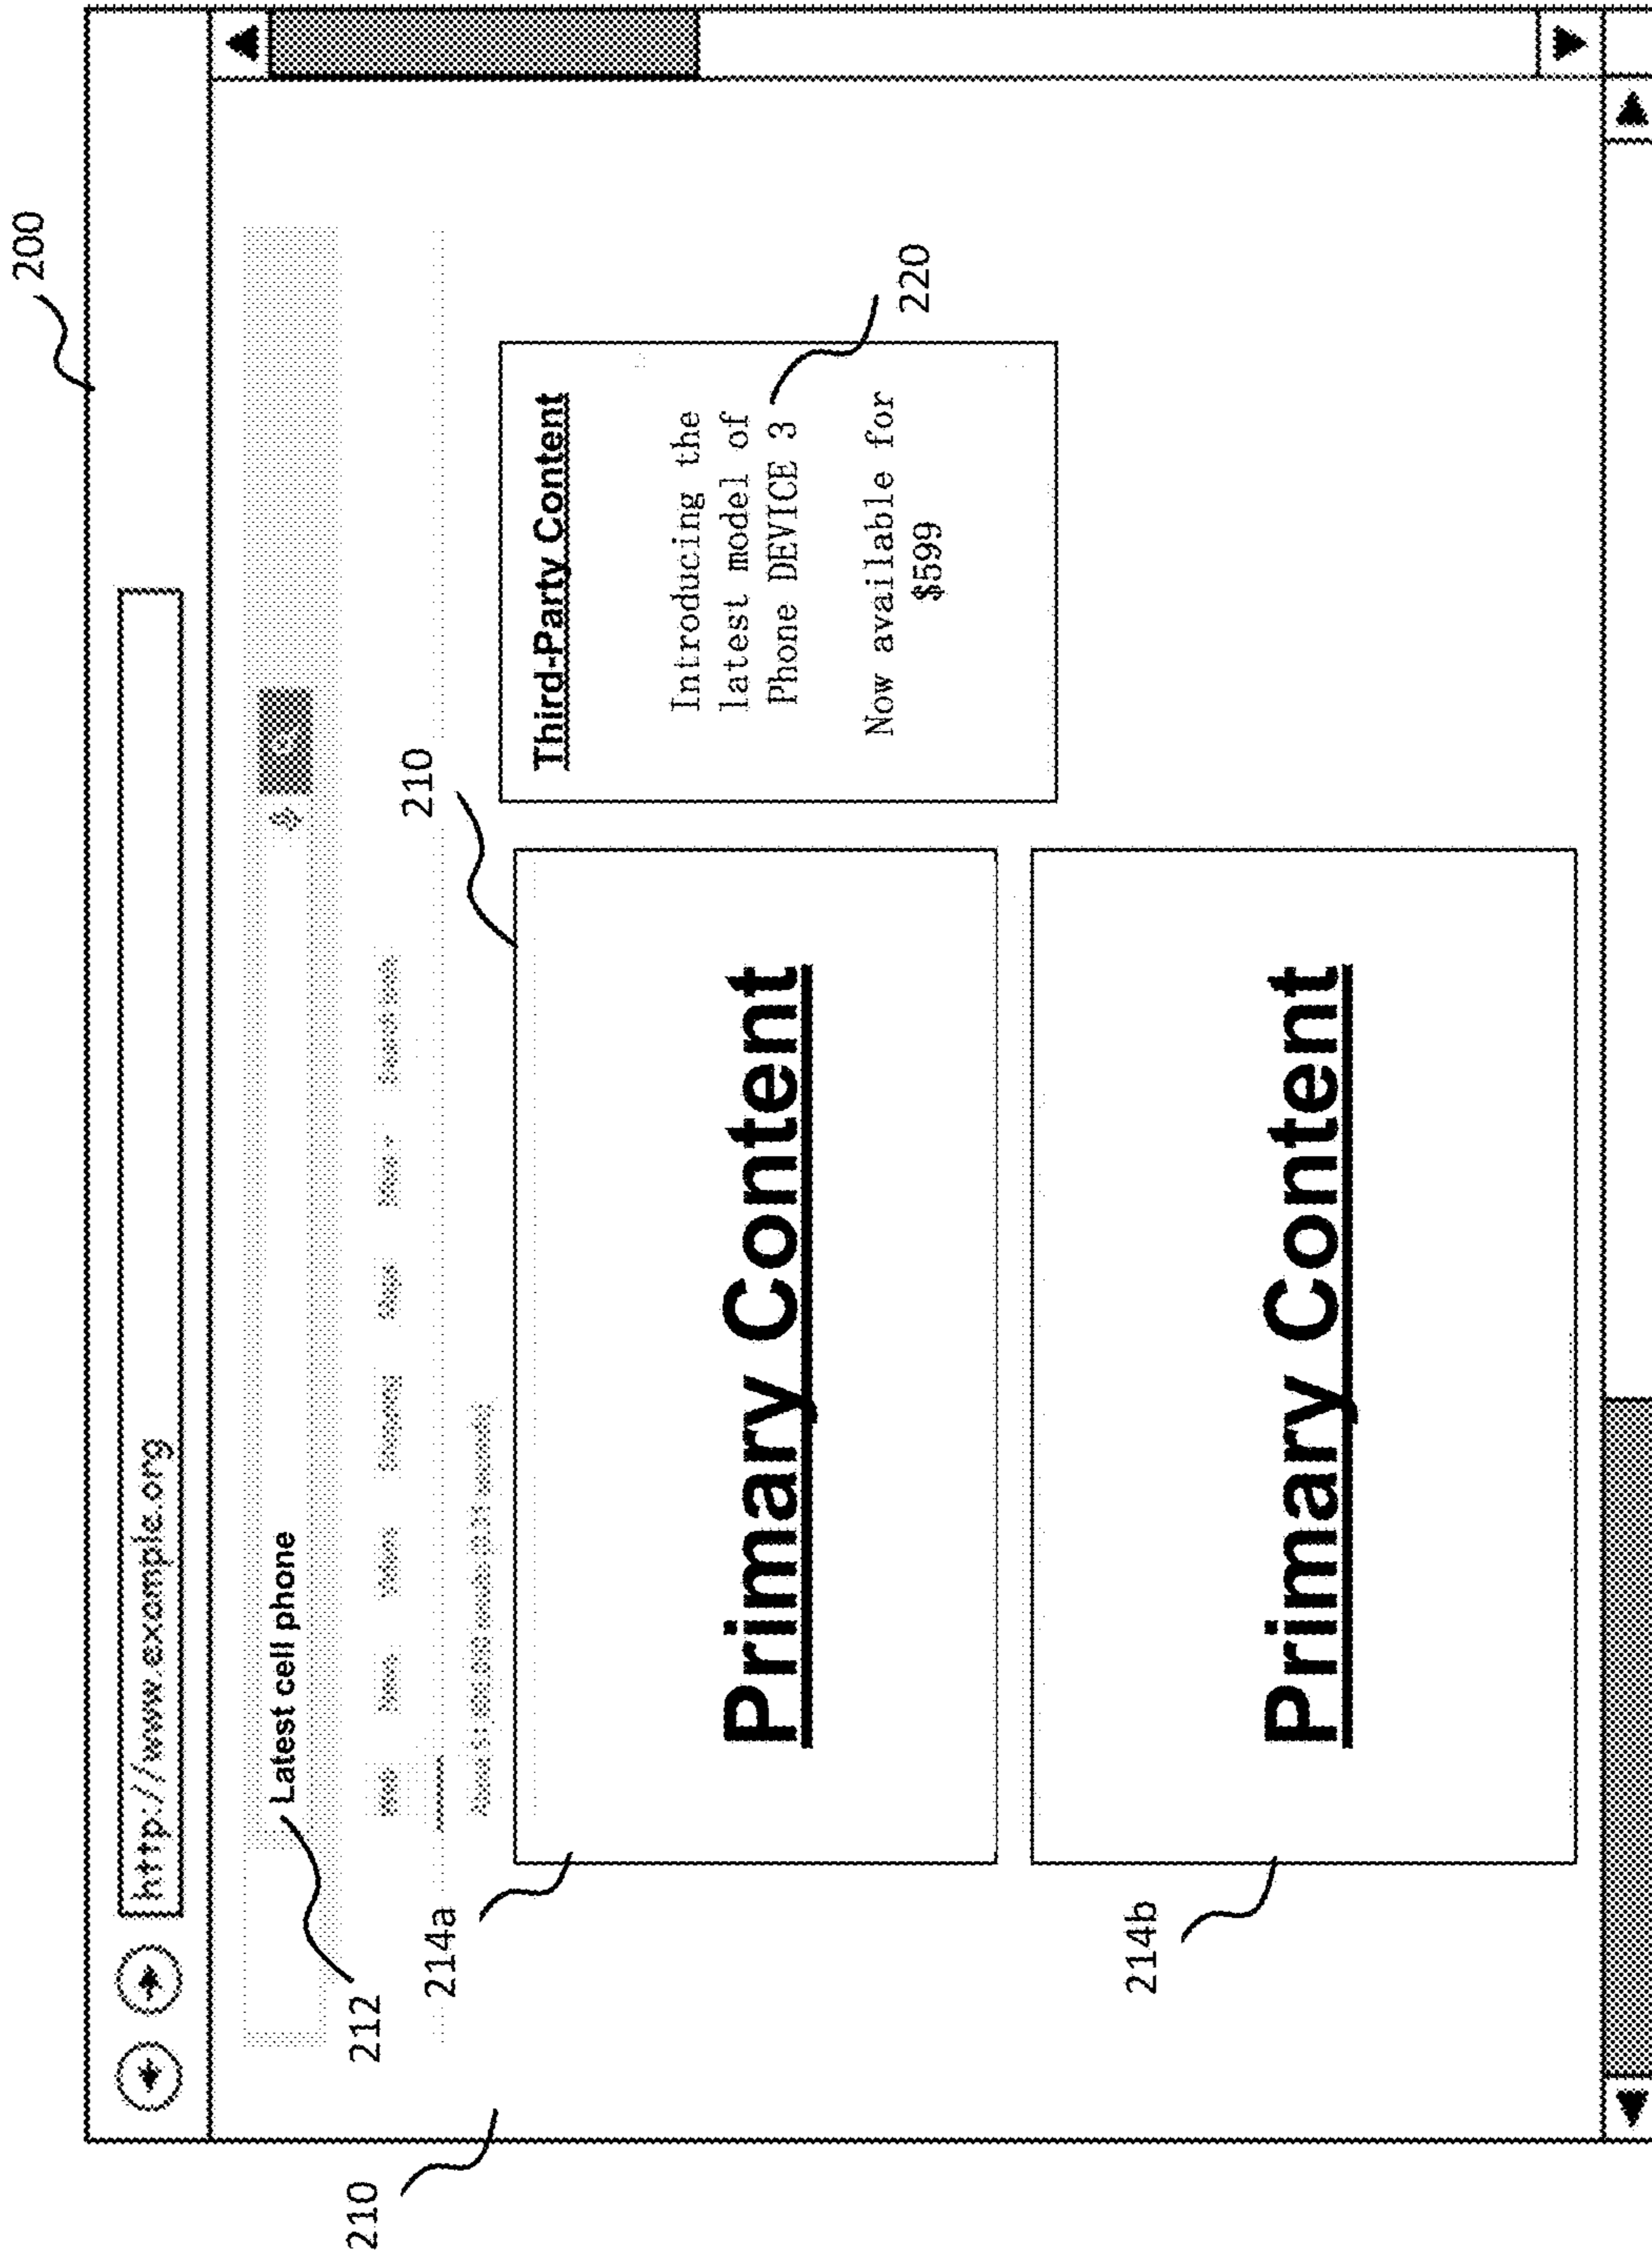 200
http://www.example.org
Latest cell phone
212
210
214a
210
Primary Content
Third-Party Content
Introducing the
latest model of
Phone DEVICE 3
220
Now available for
$599
214b
Primary Content